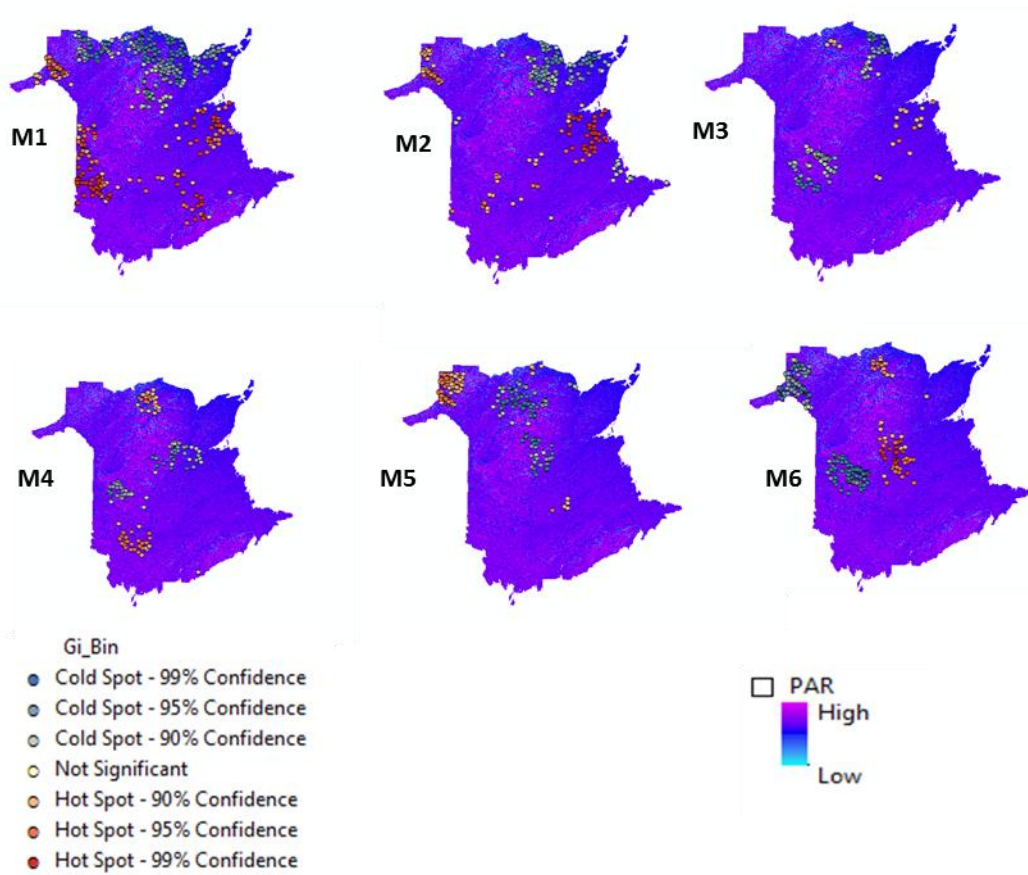 M1
M2
M3
M4
M5
M6
Gi_Bin
Cold Spot - 99% Confidence
Cold Spot - 95% Confidence
Cold Spot - 90% Confidence
Not Significant
Hot Spot - 90% Confidence
Hot Spot - 95% Confidence
Hot Spot - 99% Confidence
PAR
High
Low